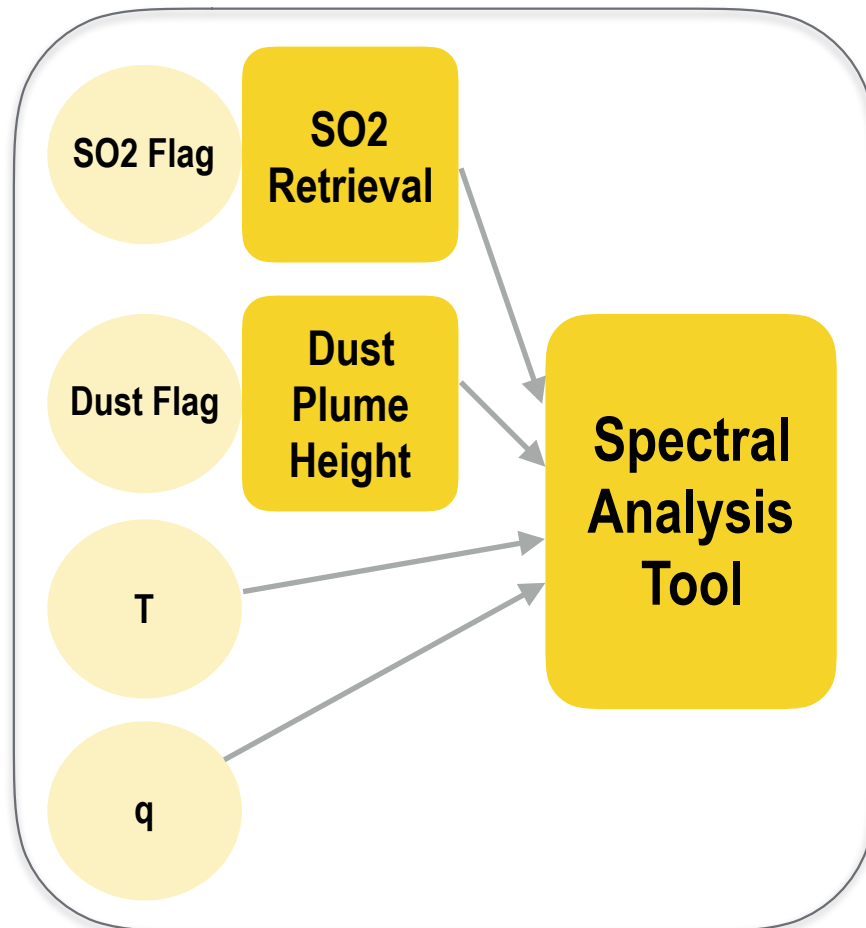 SO2 Flag
SO2
Retrieval
Dust Flag
Dust
Plume
Height
T
q
Spectral
Analysis
Tool